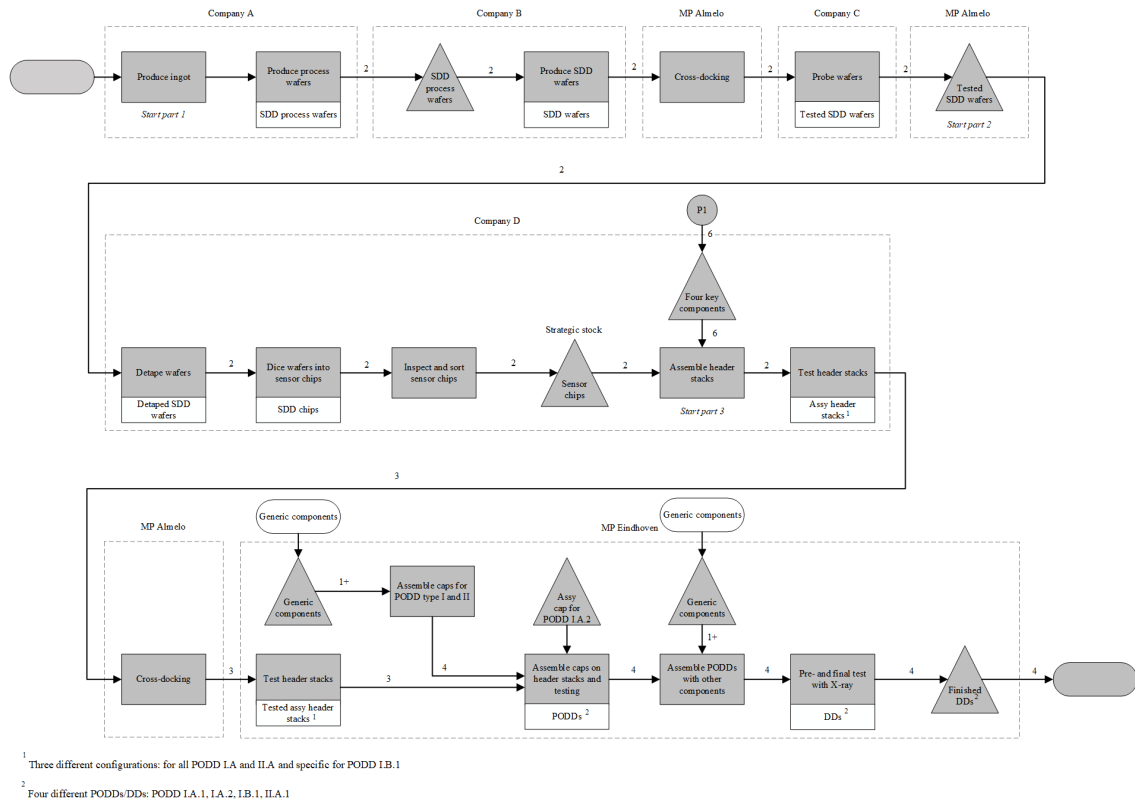 Company A
Company B
MP Almelo
Company C
MP Almelo
Produce ingot
Start part 1
Produce process
wafers
SDD process wafers
2
SDD
process
wafers
2
Produce SDD
wafers
SDD wafers
2
Cross-docking
2
Probe wafers
Tested SDD wafers
2
Tested
SDD wafers
Start part 2
2
Company D
P1
6
Four key
components
6
Strategic stock
Detape wafers
Detaped SDD
wafers
2
Dice wafers into
sensor chips
SDD chips
2
Inspect and sort
sensor chips
2
Sensor
chips
2
Assemble header
stacks
Start part 3
2
Test header stacks
Assy header
stacks 1
3
MP Almelo
Generic components
MP Eindhoven
Generic components
Generic
components
1+
Assemble caps for
PODD type I and II
Assy
cap for
PODD I.A.2
Generic
components
1+
Cross-docking
3
Test header stacks
Tested assy header
stacks 1
4
3
Assemble caps on
header stacks and
testing
PODDs 2
4
Assemble PODDs
with other
components
4
Pre- and final test
with X-ray
DDs 2
4
Finished
DDs 2
4
1 Three different configurations: for all PODD I.A and II.A and specific for PODD I.B.1
2 Four different PODDs/DDs: PODD I.A.1, I.A.2, I.B.1, II.A.1